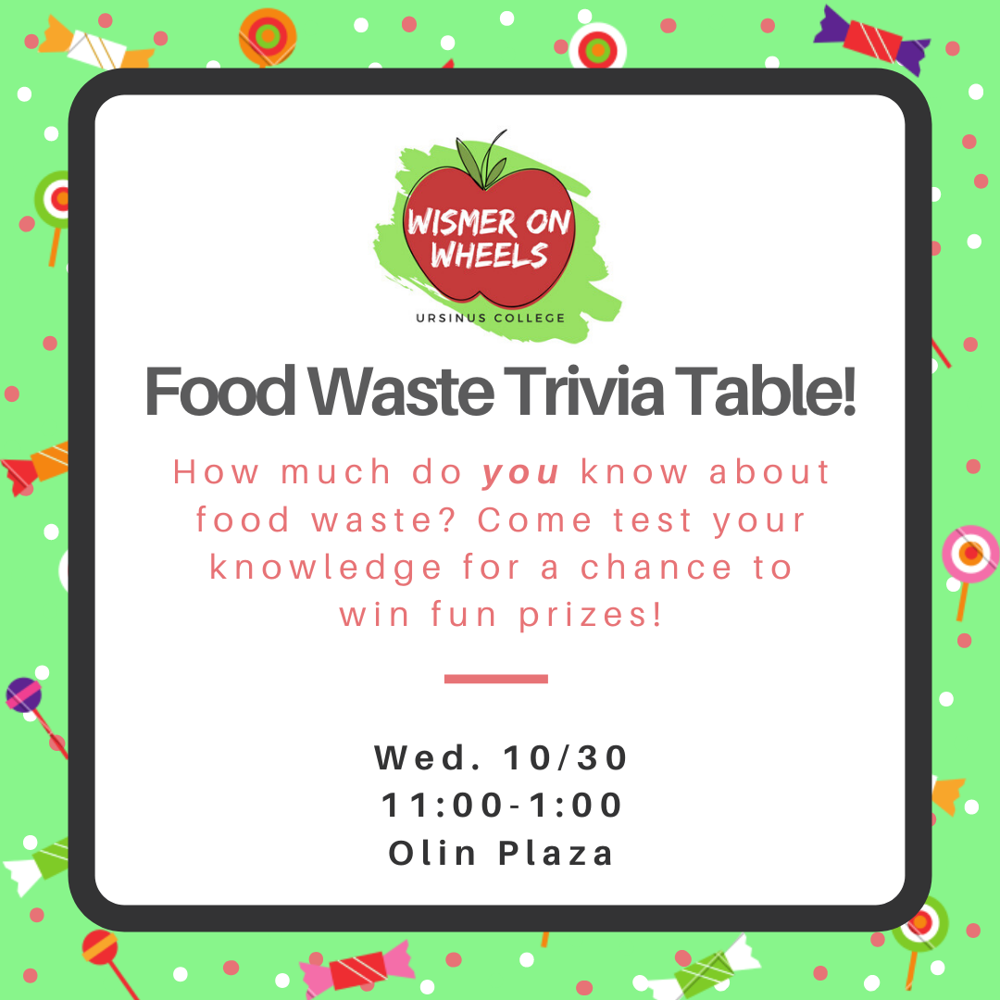 WISMER ON
WHEELS
URSINUS COLLEGE
Food Waste Trivia Table!
How much do you know about
food waste? Come test your
knowledge for a chance to
win fun prizes!
Wed. 10/30
11:00-1:00
Olin Plaza